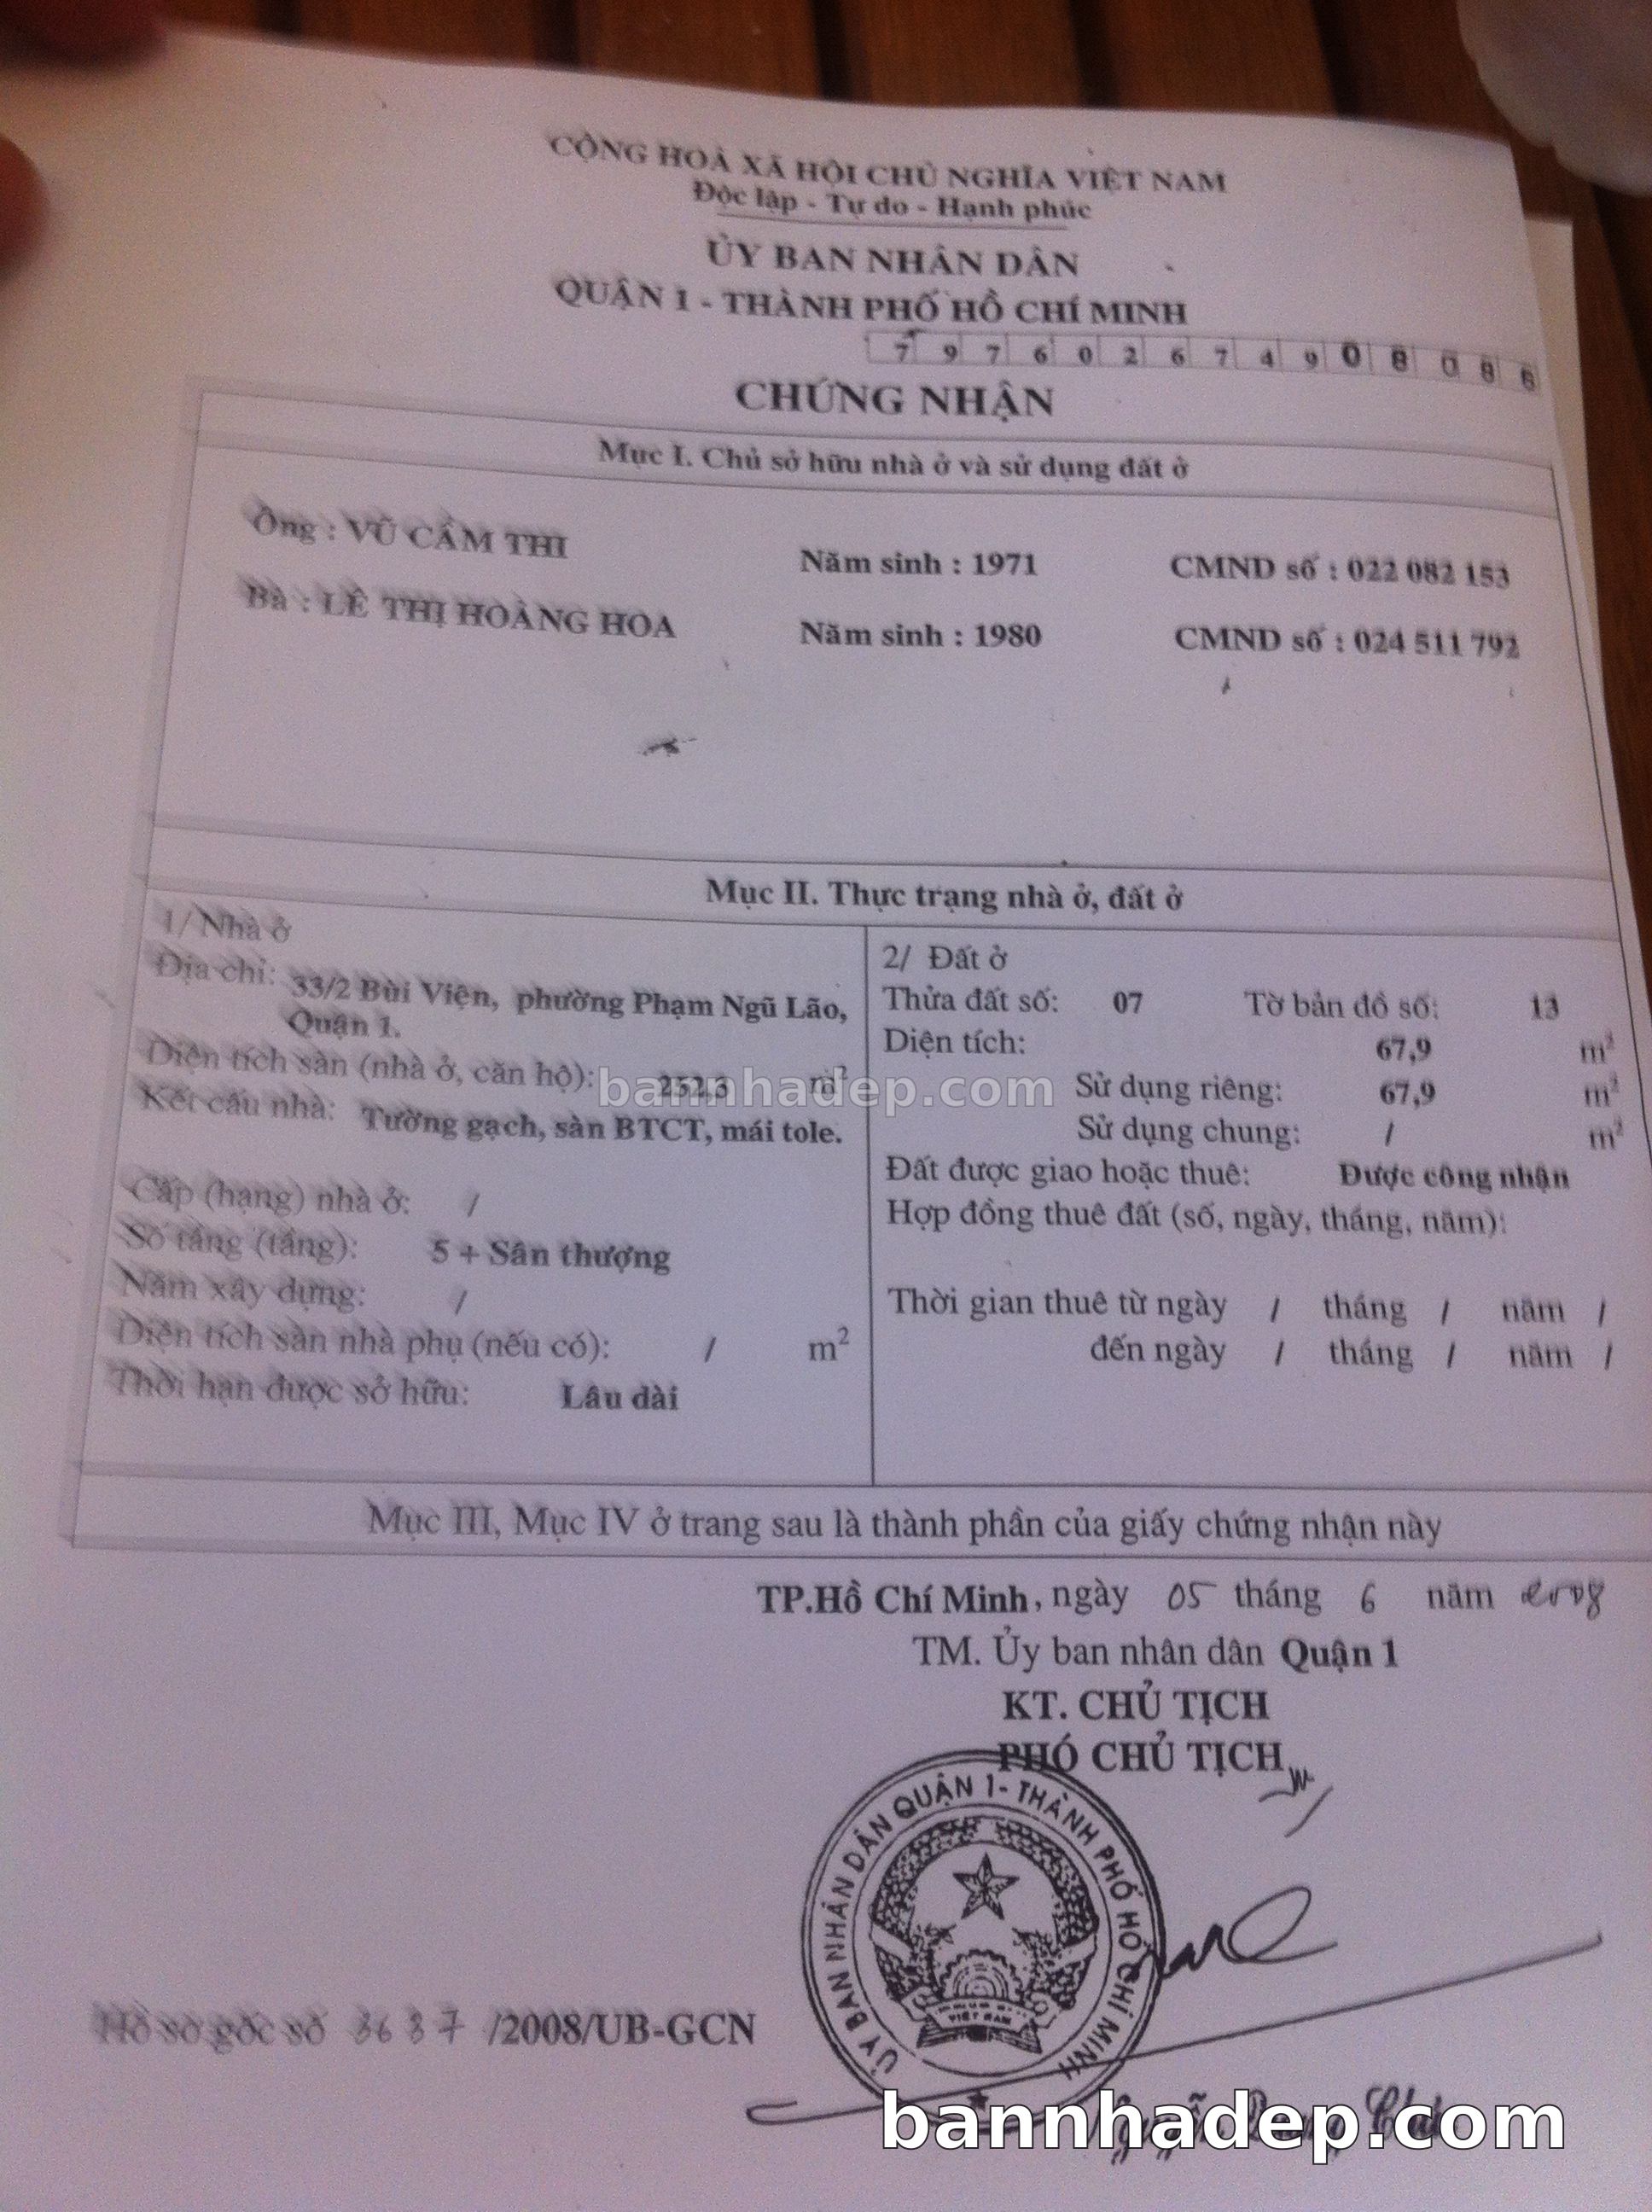 CỘNG HOÀ XÃ HỘI CHỦ NGHĨA VIỆT NAM
Độc lập - Tự do - Hạnh phúc
ỦY BAN NHÂN DÂN
QUẬN 1 - THÀNH PHỐ HỒ CHÍ MINH
7 9 7 6 0 2 6 7 4 9 0 8 0 8 6
CHỨNG NHẬN
Mục I. Chủ sở hữu nhà ở và sử dụng đất ở
Ông : VŨ CẨM THI Năm sinh : 1971 CMND số : 022 082 153
Bà : LÊ THỊ HOÀNG HOA Năm sinh : 1980 CMND số : 024 511 792
Mục II. Thực trạng nhà ở, đất ở
1/ Nhà ở
Địa chỉ: 33/2 Bùi Viện, phường Phạm Ngũ Lão,
Quận 1.
Diện tích sàn (nhà ở, căn hộ): 252,3 m²
Kết cấu nhà: Tường gạch, sàn BTCT, mái tole.
Cấp (hạng) nhà ở: /
Số tầng (tầng): 5 + Sân thượng
Năm xây dựng: /
Diện tích sàn nhà phụ (nếu có): / m²
Thời hạn được sở hữu: Lâu dài
2/ Đất ở
Thửa đất số: 07 Tờ bản đồ số: 13
Diện tích: 67,9 m²
Sử dụng riêng: 67,9 m²
Sử dụng chung: / m²
Đất được giao hoặc thuê: Được công nhận
Hợp đồng thuê đất (số, ngày, tháng, năm):
Thời gian thuê từ ngày / tháng / năm /
đến ngày / tháng / năm /
bannhadep.com
Mục III, Mục IV ở trang sau là thành phần của giấy chứng nhận này
TP.Hồ Chí Minh, ngày 05 tháng 6 năm 2008
TM. Ủy ban nhân dân Quận 1
KT. CHỦ TỊCH
PHÓ CHỦ TỊCH
ỦY BAN NHÂN DÂN QUẬN 1 - THÀNH PHỐ HỒ CHÍ MINH
VIỆT NAM
Hồ sơ gốc số 3637 /2008/UB-GCN
bannhadep.com